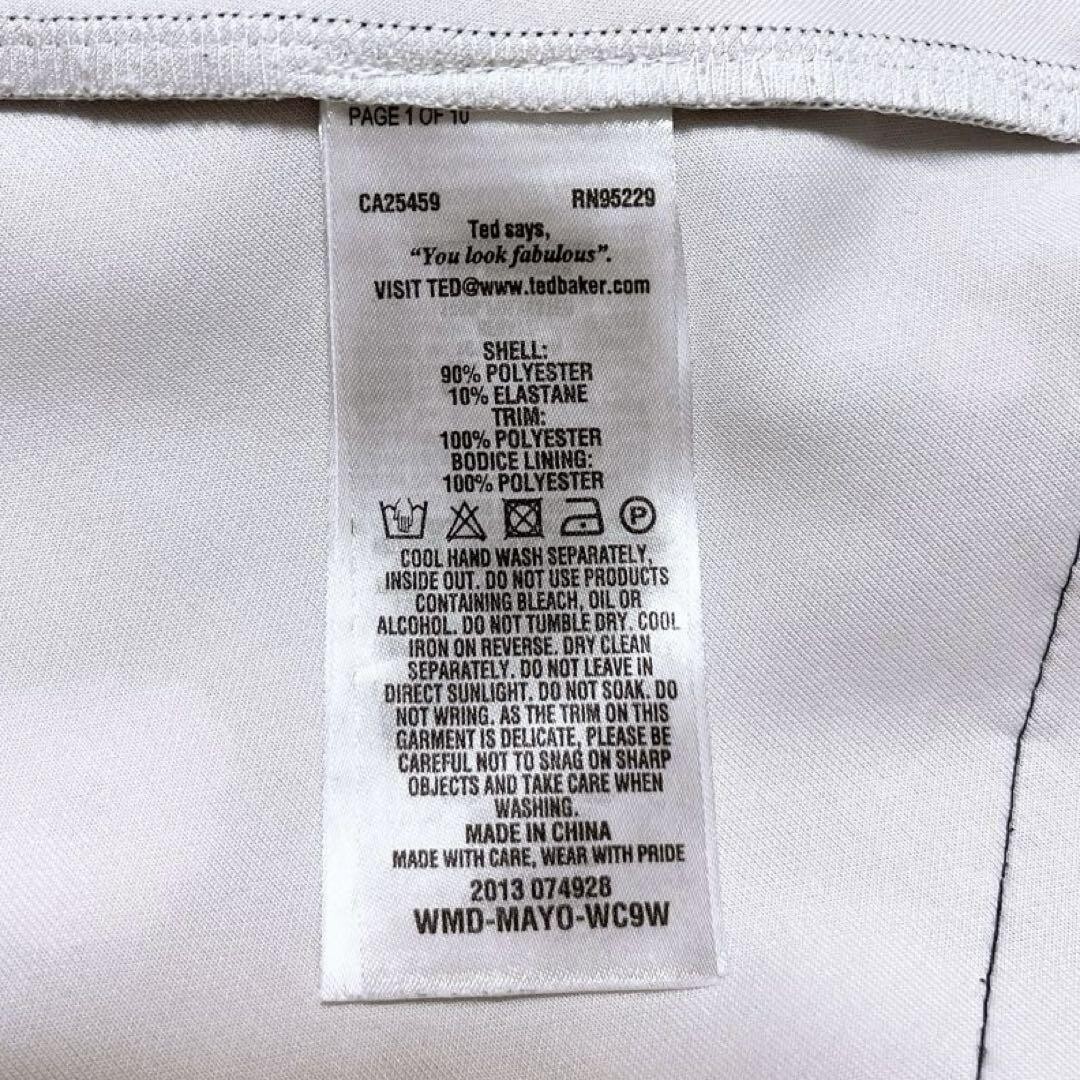 PAGE 1 OF 10
CA25459 RN95229
Ted says,
“You look fabulous”.
VISIT TED@www.tedbaker.com
SHELL:
90% POLYESTER
10% ELASTANE
TRIM:
100% POLYESTER
BODICE LINING:
100% POLYESTER
P
COOL HAND WASH SEPARATELY,
INSIDE OUT. DO NOT USE PRODUCTS
CONTAINING BLEACH, OIL OR
ALCOHOL. DO NOT TUMBLE DRY. COOL
IRON ON REVERSE. DRY CLEAN
SEPARATELY. DO NOT LEAVE IN
DIRECT SUNLIGHT. DO NOT SOAK. DO
NOT WRING. AS THE TRIM ON THIS
GARMENT IS DELICATE, PLEASE BE
CAREFUL NOT TO SNAG ON SHARP
OBJECTS AND TAKE CARE WHEN
WASHING.
MADE IN CHINA
MADE WITH CARE, WEAR WITH PRIDE
2013 074928
WMD-MAYO-WC9W